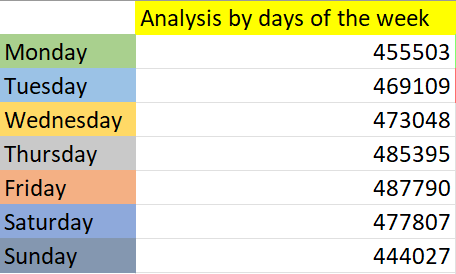 Analysis by days of the week
Monday 455503
Tuesday 469109
Wednesday 473048
Thursday 485395
Friday 487790
Saturday 477807
Sunday 444027